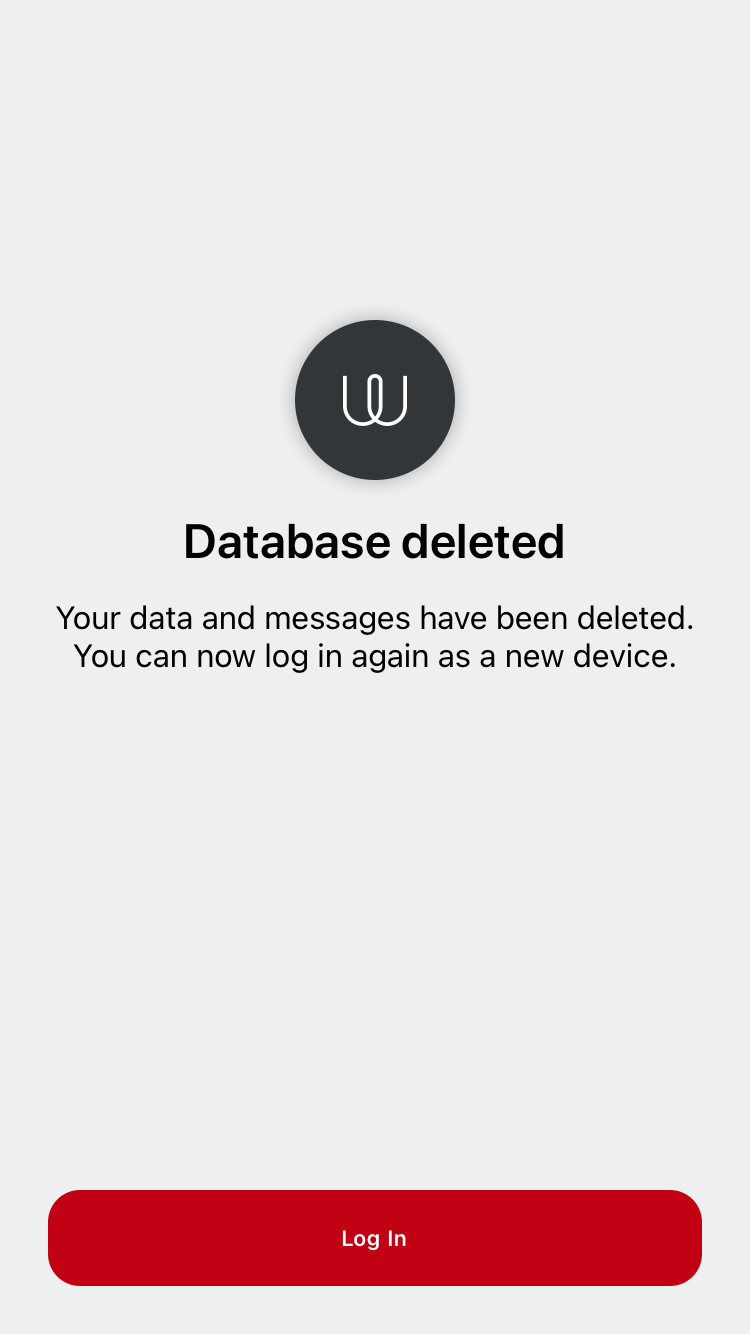 Database deleted
Your data and messages have been deleted.
You can now log in again as a new device.
Log In